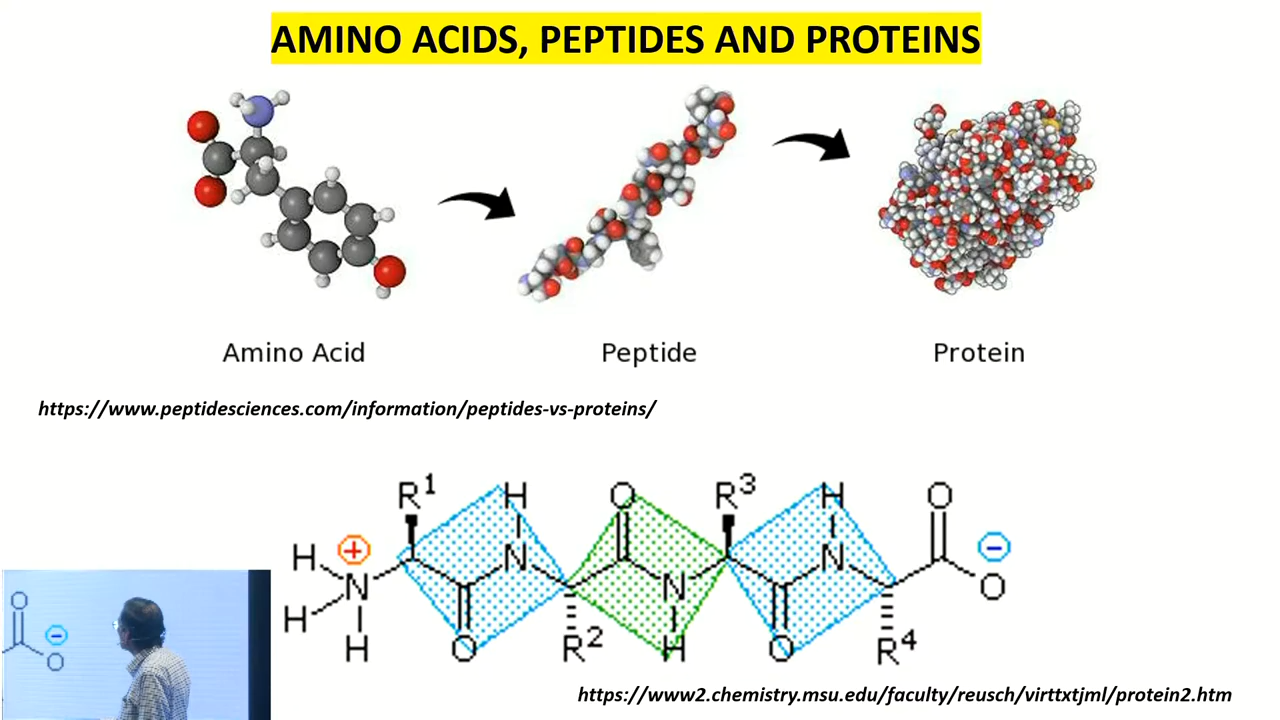 AMINO ACIDS, PEPTIDES AND PROTEINS
Amino Acid
Peptide
Protein
https://www.peptidesciences.com/information/peptides-vs-proteins/
R1 H O R3 H O
H + N N −
H N N O
H H O R2 H O R4
O
− O
https://www2.chemistry.msu.edu/faculty/reusch/virttxtjml/protein2.htm